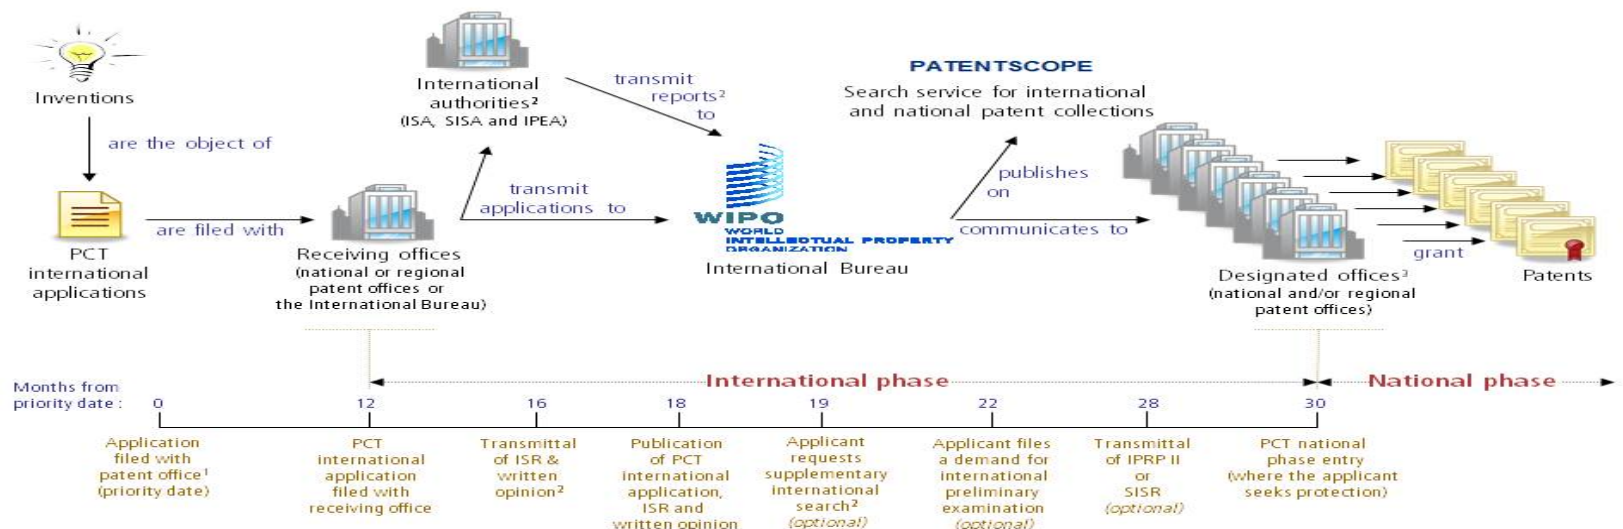 Inventions
are the object of
PCT
international
applications
are filed with
Receiving offices
(national or regional
patent offices or
the International Bureau)
International
authorities²
(ISA, SISA and IPEA)
transmit
applications to
transmit
reports²
to
WIPO
WORLD
INTELLECTUAL PROPERTY
ORGANIZATION
International Bureau
PATENTSCOPE
Search service for international
and national patent collections
publishes
on
communicates to
Designated offices³
(national and/or regional
patent offices)
grant
Patents
International phase
National phase
Months from
priority date :
0
12
16
18
19
22
28
30
Application
filed with
patent office¹
(priority date)
PCT
international
application
filed with
receiving office
Transmittal
of ISR &
written
opinion²
Publication
of PCT
international
application,
ISR and
written opinion
Applicant
requests
supplementary
international
search²
(optional)
Applicant files
a demand for
international
preliminary
examination
(optional)
Transmittal
of IPRP II
or
SISR
(optional)
PCT national
phase entry
(where the applicant
seeks protection)